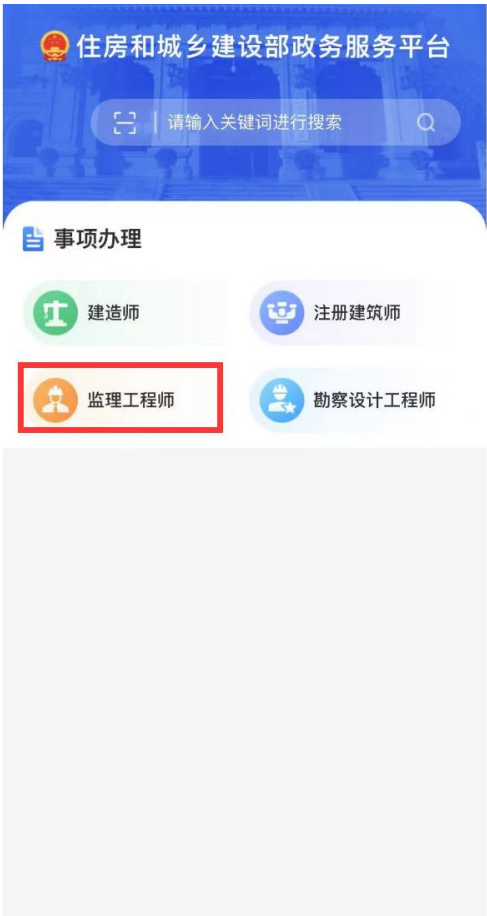 住房和城乡建设部政务服务平台
请输入关键词进行搜索
事项办理
建造师
注册建筑师
监理工程师
勘察设计工程师